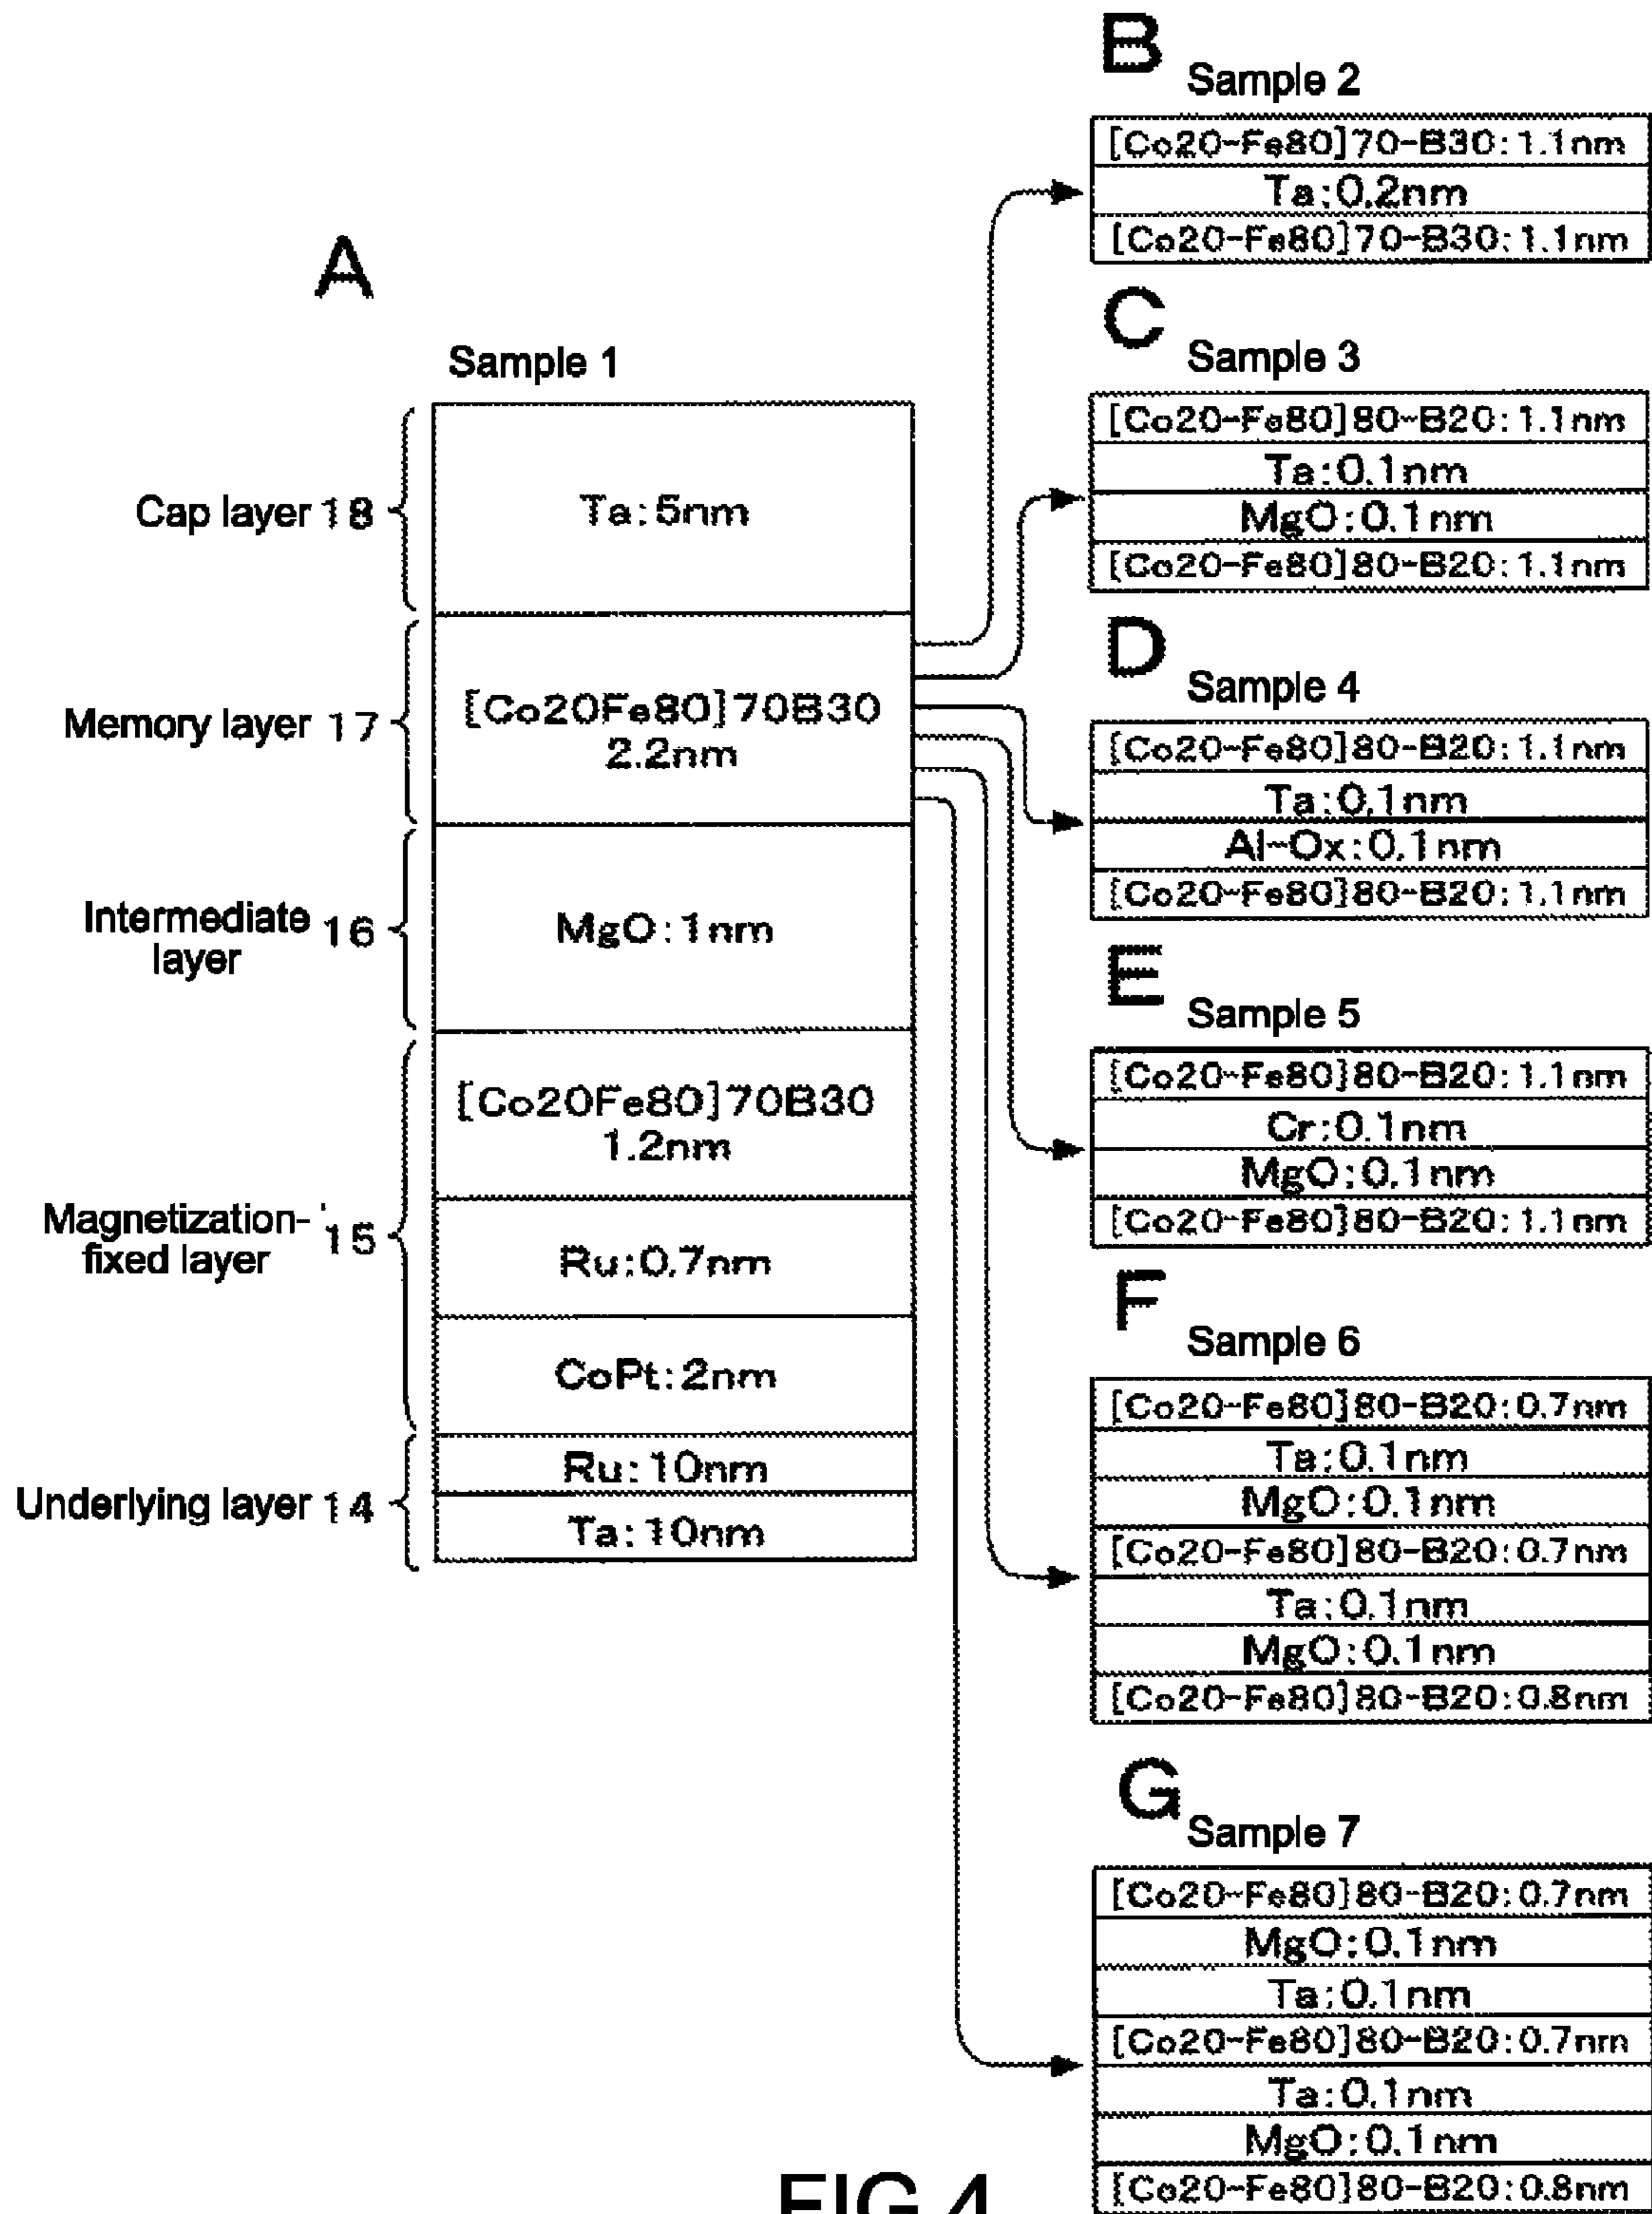 A
Sample 1
Cap layer 18
Ta:5nm
Memory layer 17
[Co20Fe80]70B30
2.2nm
Intermediate
layer
16
MgO:1nm
Magnetization-
fixed layer
15
[Co20Fe80]70B30
1.2nm
Ru:0.7nm
CoPt:2nm
Underlying layer 14
Ru:10nm
Ta:10nm
B
Sample 2
[Co20-Fe80]70-B30:1.1nm
Ta:0.2nm
[Co20-Fe80]70-B30:1.1nm
C
Sample 3
[Co20-Fe80]80-B20:1.1nm
Ta:0.1nm
MgO:0.1nm
[Co20-Fe80]80-B20:1.1nm
D
Sample 4
[Co20-Fe80]80-B20:1.1nm
Ta:0.1nm
Al-Ox:0.1nm
[Co20-Fe80]80-B20:1.1nm
E
Sample 5
[Co20-Fe80]80-B20:1.1nm
Cr:0.1nm
MgO:0.1nm
[Co20-Fe80]80-B20:1.1nm
F
Sample 6
[Co20-Fe80]80-B20:0.7nm
Ta:0.1nm
MgO:0.1nm
[Co20-Fe80]80-B20:0.7nm
Ta:0.1nm
MgO:0.1nm
[Co20-Fe80]80-B20:0.8nm
G
Sample 7
[Co20-Fe80]80-B20:0.7nm
MgO:0.1nm
Ta:0.1nm
[Co20-Fe80]80-B20:0.7nm
Ta:0.1nm
MgO:0.1nm
[Co20-Fe80]80-B20:0.8nm
FIG.4